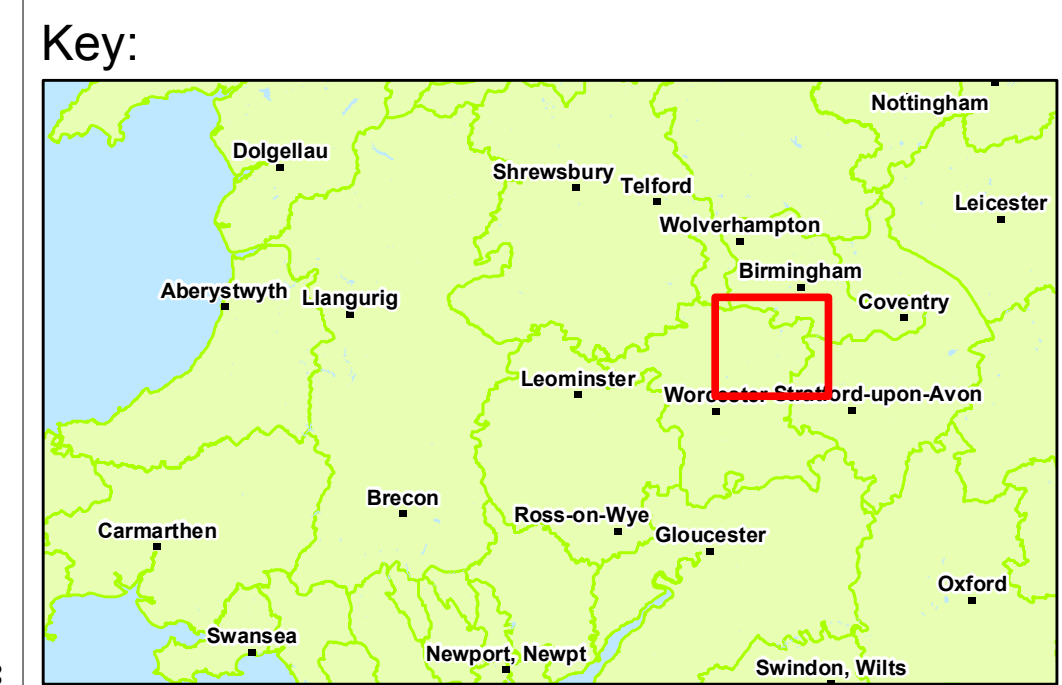 Key:
Nottingham
Dolgellau
Shrewsbury
Telford
Leicester
Wolverhampton
Birmingham
Aberystwyth
Llangurig
Coventry
Leominster
Worcester
Stratford-upon-Avon
Brecon
Ross-on-Wye
Carmarthen
Gloucester
Oxford
Swansea
Newport, Newpt
Swindon, Wilts